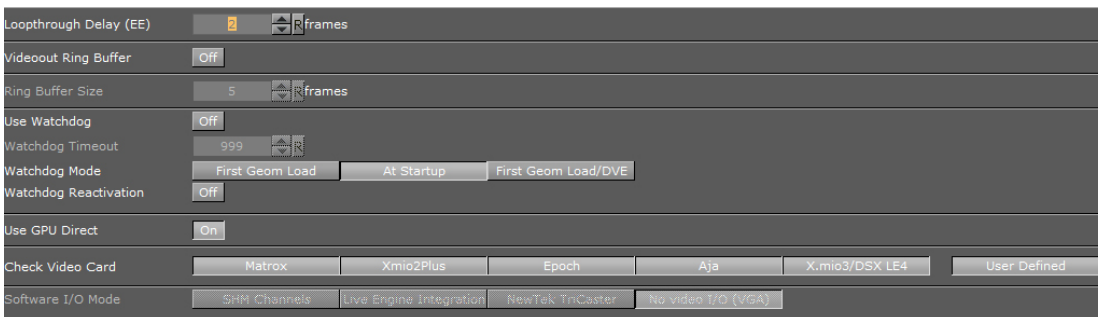 Loopthrough Delay (EE) 2 R frames
Videoout Ring Buffer Off
Ring Buffer Size 5 R frames
Use Watchdog Off
Watchdog Timeout 999 R
Watchdog Mode First Geom Load At Startup First Geom Load/DVE
Watchdog Reactivation Off
Use GPU Direct On
Check Video Card Matrox Xmio2Plus Epoch Aja X.mio3/DSX LE4 User Defined
Software I/O Mode SHM Channels Live Engine Integration NewTek TriCaster No video I/O (VGA)